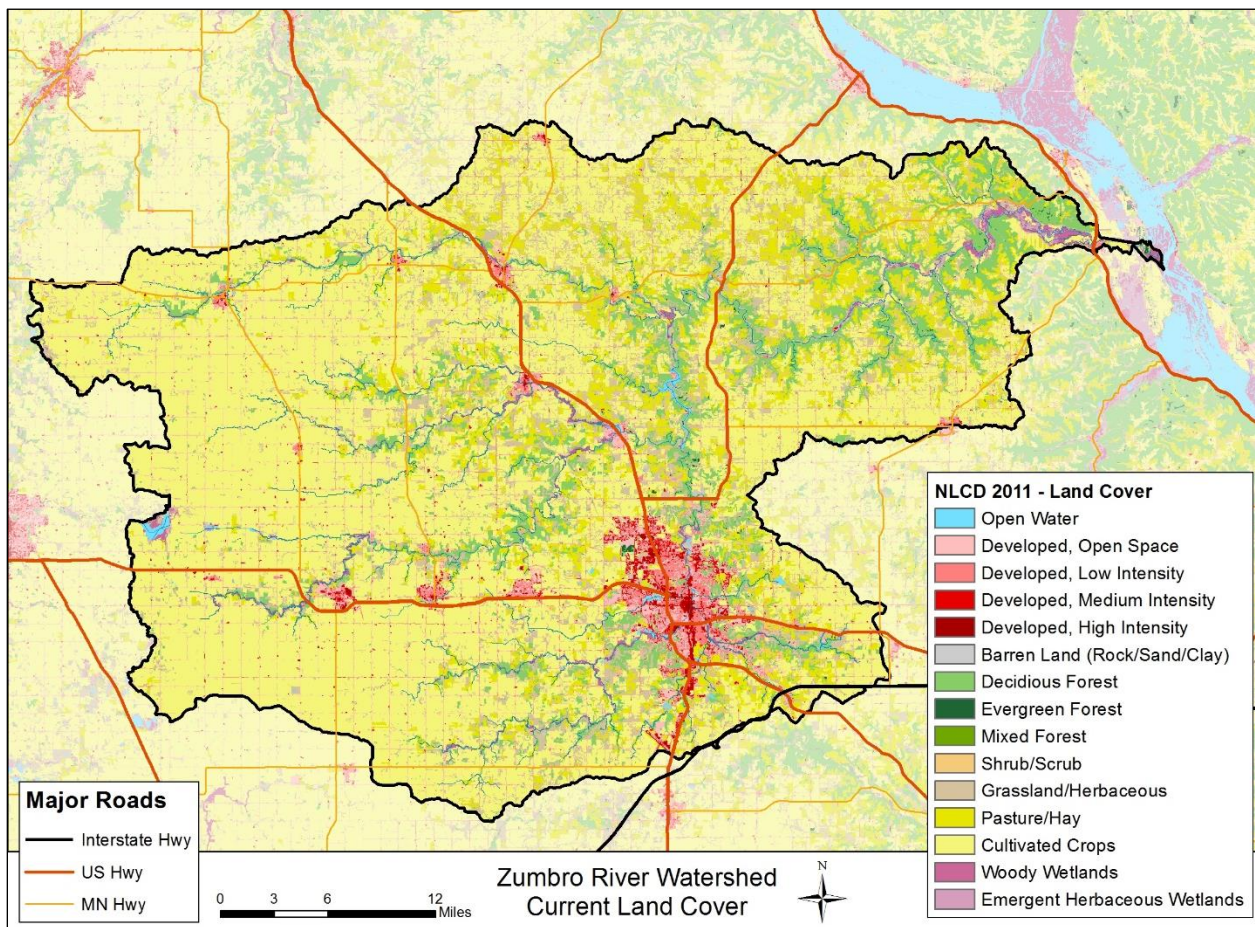 NLCD 2011 - Land Cover
Open Water
Developed, Open Space
Developed, Low Intensity
Developed, Medium Intensity
Developed, High Intensity
Barren Land (Rock/Sand/Clay)
Decidious Forest
Evergreen Forest
Mixed Forest
Shrub/Scrub
Grassland/Herbaceous
Pasture/Hay
Cultivated Crops
Woody Wetlands
Emergent Herbaceous Wetlands
Major Roads
Interstate Hwy
US Hwy
MN Hwy
0 3 6 12
Miles
Zumbro River Watershed
Current Land Cover
N